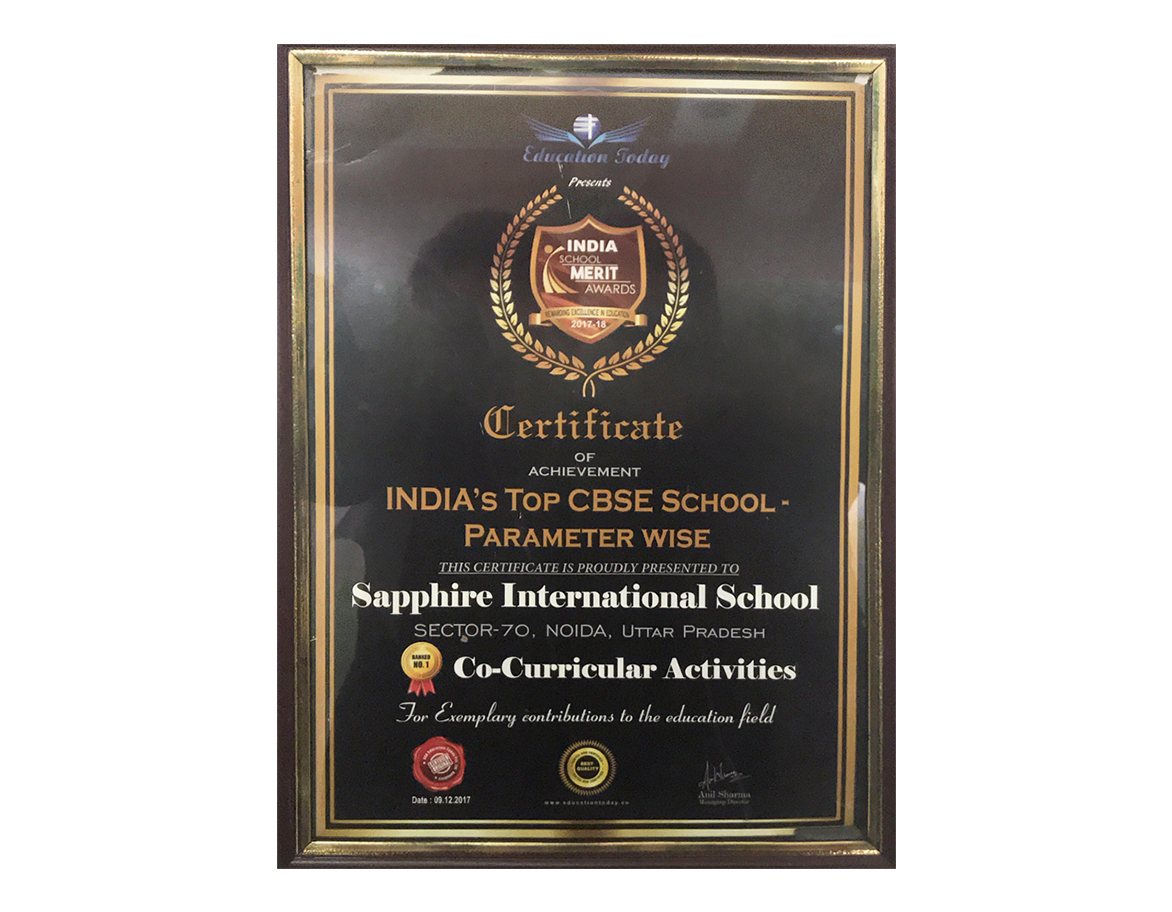 Education Today
Presents
INDIA
SCHOOL
MERIT
AWARDS
REWARDING EXCELLENCE IN EDUCATION
2017-18
Certificate
OF
ACHIEVEMENT
INDIA's Top CBSE School -
Parameter wise
THIS CERTIFICATE IS PROUDLY PRESENTED TO
Sapphire International School
SECTOR-70, NOIDA, Uttar Pradesh
RANKED
NO. 1
Co-Curricular Activities
For Exemplary contributions to the education field
BEST
QUALITY
Date : 09.12.2017
www.educationtoday.co
Anil Sharma
Managing Director